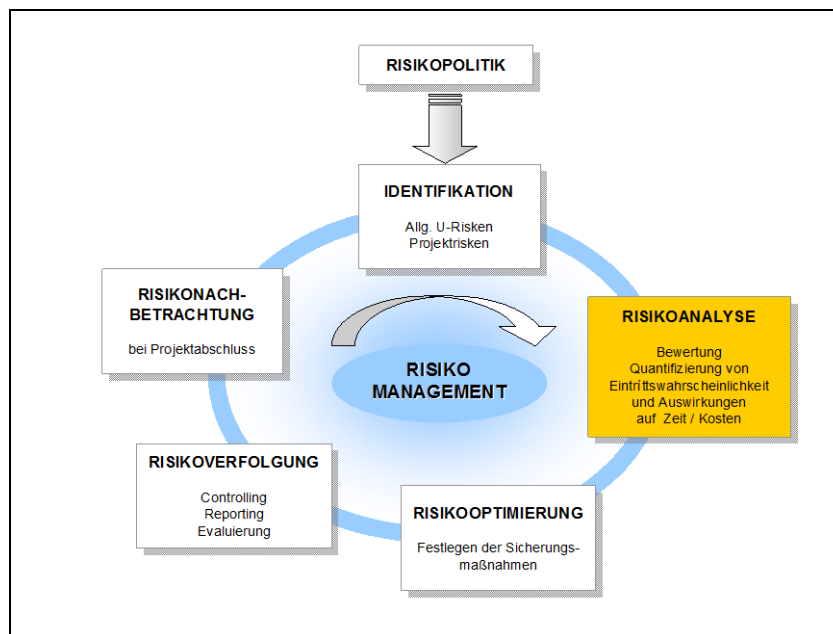 RISIKOPOLITIK
IDENTIFIKATION
Allg. U-Risken
Projektrisken
RISIKONACH-
BETRACHTUNG
bei Projektabschluss
RISIKOANALYSE
Bewertung
Quantifizierung von
Eintrittswahrscheinlichkeit
und Auswirkungen
auf Zeit / Kosten
RISIKO
MANAGEMENT
RISIKOVERFOLGUNG
Controlling
Reporting
Evaluierung
RISIKOOPTIMIERUNG
Festlegen der Sicherungs-
maßnahmen